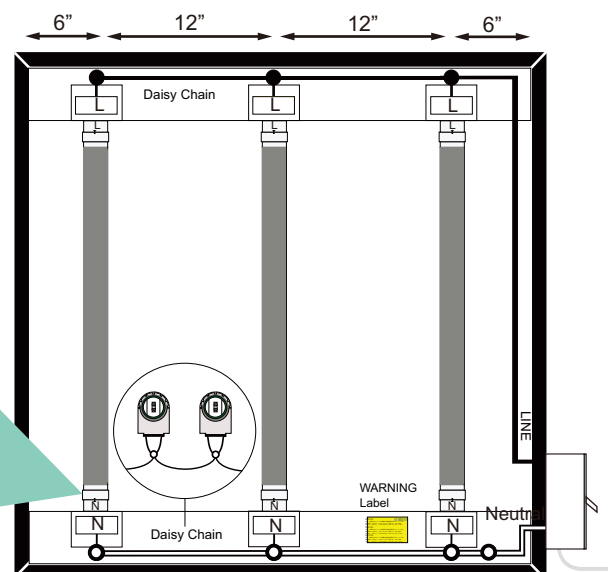 6” 12” 12” 6”
Daisy Chain
L L L
L L L
LINE
WARNING
Label
N N N
N N N
Neutral
Daisy Chain